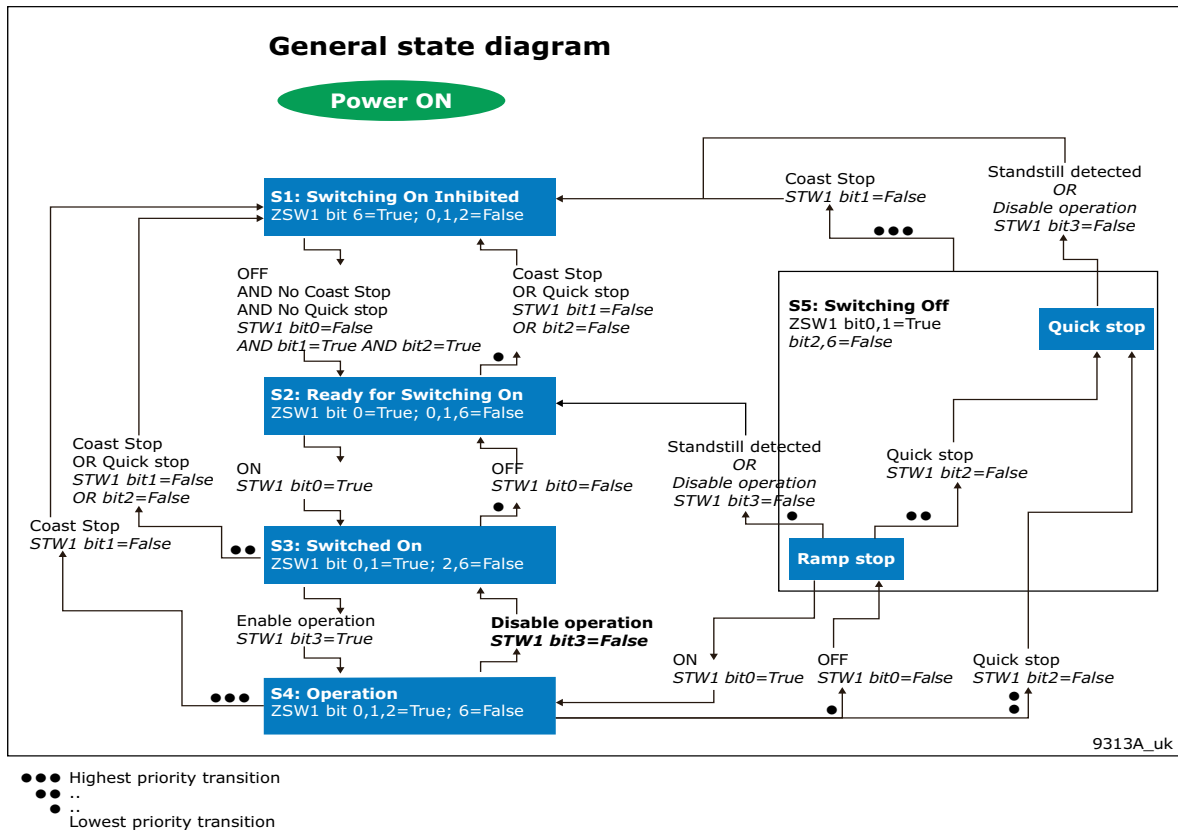 General state diagram
Power ON
S1: Switching On Inhibited
ZSW1 bit 6=True; 0,1,2=False
OFF
AND No Coast Stop
AND No Quick stop
STW1 bit0=False
AND bit1=True AND bit2=True
Coast Stop
OR Quick stop
STW1 bit1=False
OR bit2=False
S2: Ready for Switching On
ZSW1 bit 0=True; 0,1,6=False
ON
STW1 bit0=True
OFF
STW1 bit0=False
S3: Switched On
ZSW1 bit 0,1=True; 2,6=False
Enable operation
STW1 bit3=True
Disable operation
STW1 bit3=False
S4: Operation
ZSW1 bit 0,1,2=True; 6=False
Coast Stop
OR Quick stop
STW1 bit1=False
OR bit2=False
Coast Stop
STW1 bit1=False
Coast Stop
STW1 bit1=False
Standstill detected
OR
Disable operation
STW1 bit3=False
S5: Switching Off
ZSW1 bit0,1=True
bit2,6=False
Quick stop
Standstill detected
OR
Disable operation
STW1 bit3=False
Quick stop
STW1 bit2=False
Ramp stop
ON
STW1 bit0=True
OFF
STW1 bit0=False
Quick stop
STW1 bit2=False
9313A_uk
Highest priority transition
..
..
Lowest priority transition